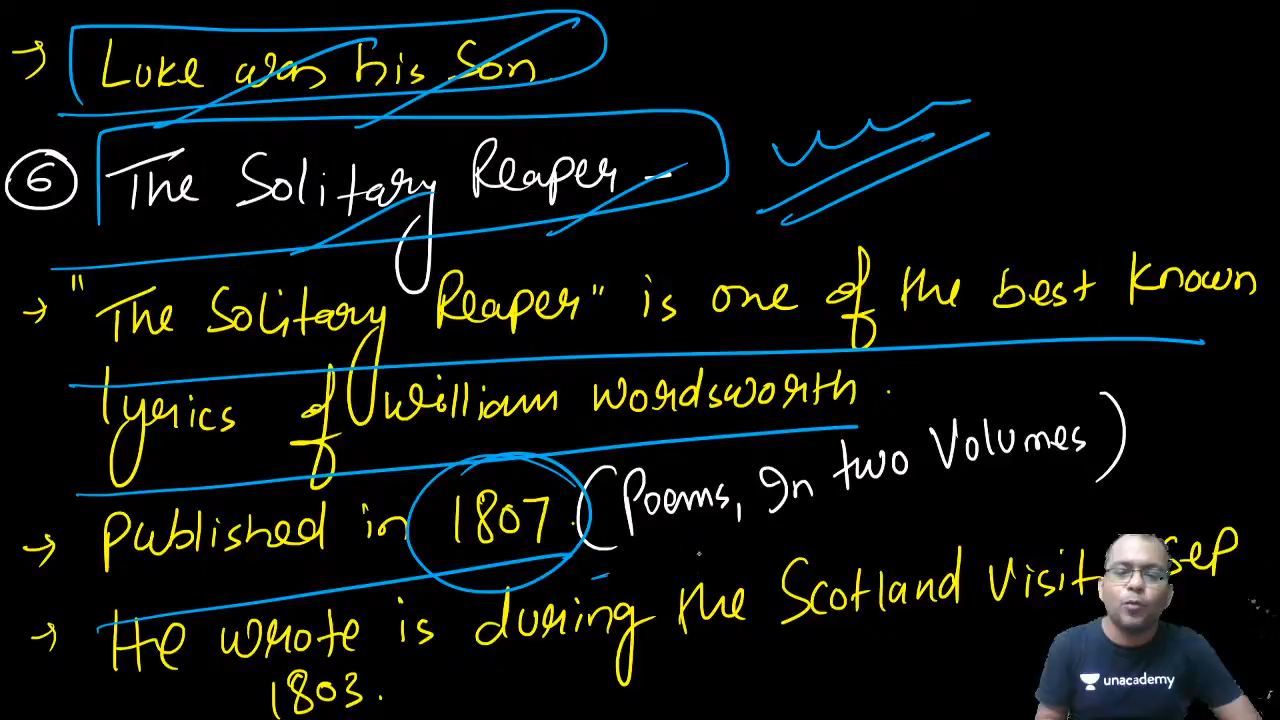 → Luke was his Son
⑥ The Solitary Reaper -
→ "The Solitary Reaper" is one of the best known
lyrics of William Wordsworth.
→ Published in 1807. (Poems, In two Volumes)
→ He wrote is during the Scotland visit Sep
1803.
unacademy